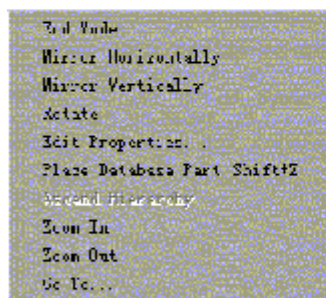 End Mode
Mirror Horizontally
Mirror Vertically
Rotate
Edit Properties...
Place Database Part Shift+Z
Ascend Hierarchy
Zoom In
Zoom Out
Go To...